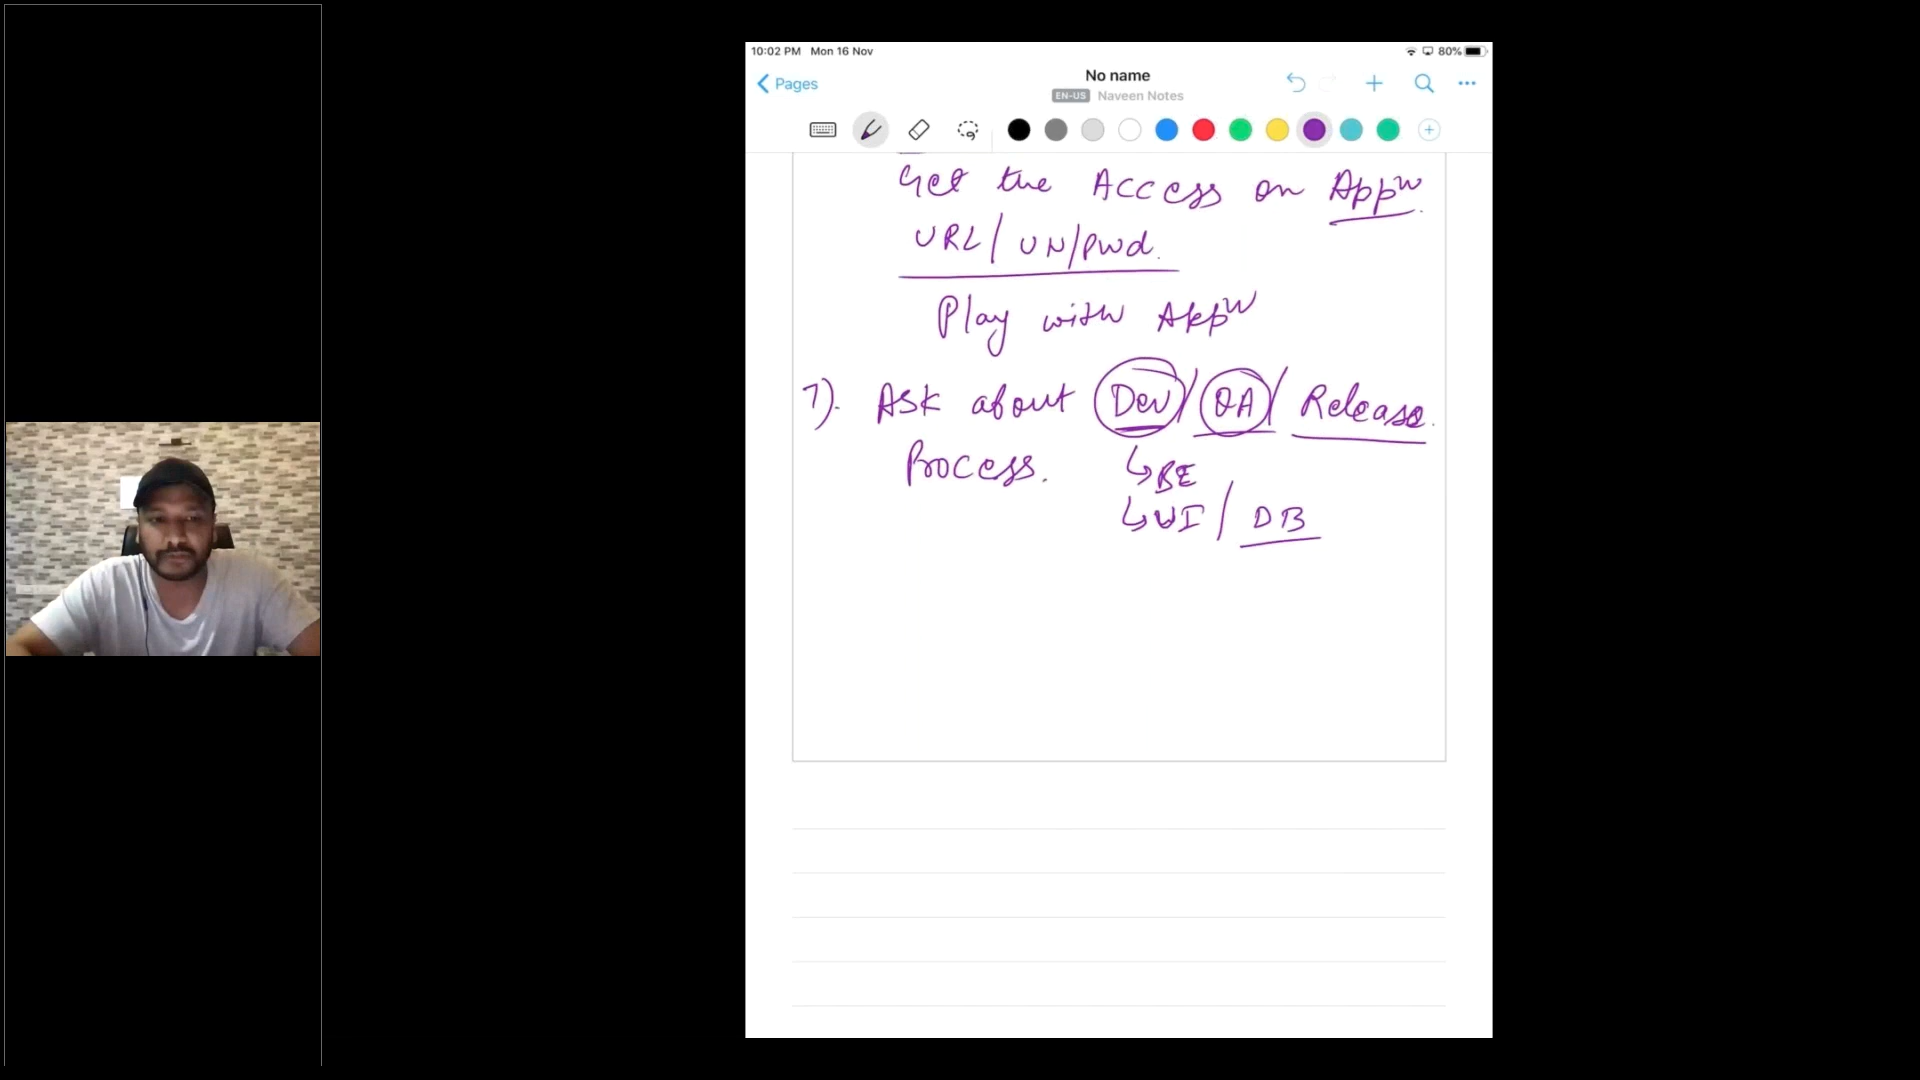 10:02 PM Mon 16 Nov
80%
Pages
No name
EN-US Naveen Notes
Get the Access on Appn.
URL/ UN/Pwd.
Play with Appn
7). Ask about Dev/ QA/ Release.
Process. ↳BE
↳UI / DB